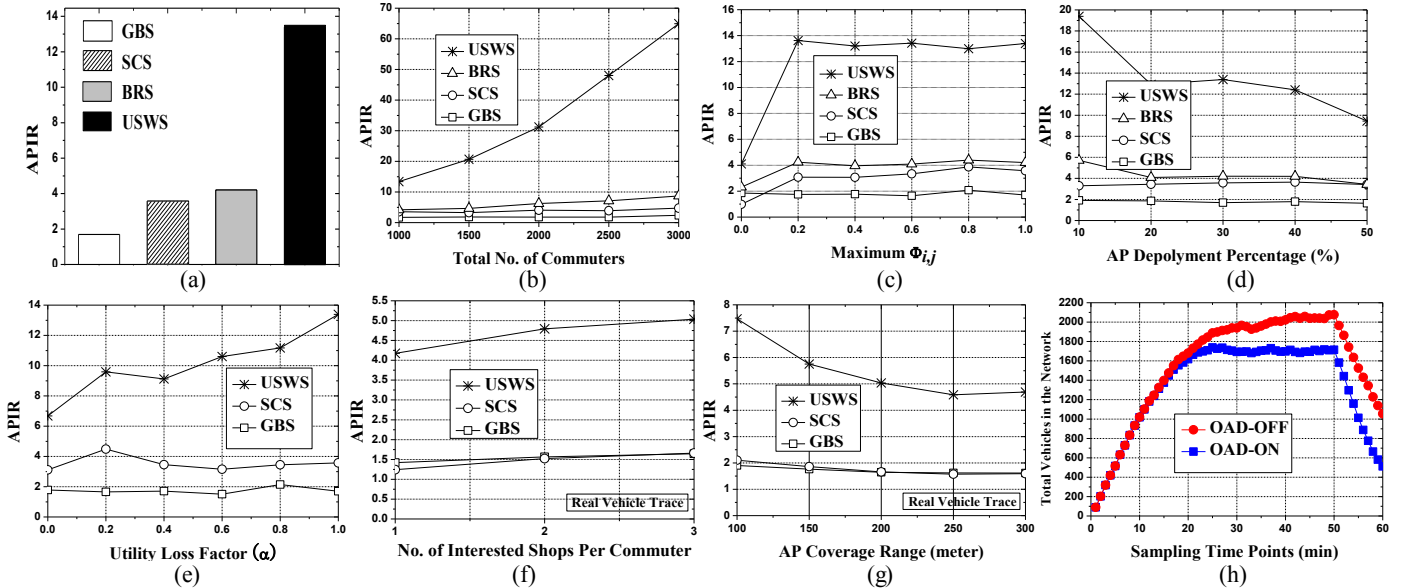 APIR
14
12
10
8
6
4
2
0
GBS
SCS
BRS
USWS
(a)
APIR
70
60
50
40
30
20
10
0
USWS
BRS
SCS
GBS
1000 1500 2000 2500 3000
Total No. of Commuters
(b)
APIR
16
14
12
10
8
6
4
2
0
USWS
BRS
SCS
GBS
0.0 0.2 0.4 0.6 0.8 1.0
Maximum Φi,j
(c)
APIR
20
18
16
14
12
10
8
6
4
2
0
USWS
BRS
SCS
GBS
10 20 30 40 50
AP Depolyment Percentage (%)
(d)
APIR
14
12
10
8
6
4
2
0
USWS
SCS
GBS
0.0 0.2 0.4 0.6 0.8 1.0
Utility Loss Factor (α)
(e)
APIR
5.5
5.0
4.5
4.0
3.5
3.0
2.5
2.0
1.5
1.0
0.5
0.0
USWS
SCS
GBS
Real Vehicle Trace
1 2 3
No. of Interested Shops Per Commuter
(f)
APIR
8
7
6
5
4
3
2
1
0
USWS
SCS
GBS
Real Vehicle Trace
100 150 200 250 300
AP Coverage Range (meter)
(g)
Total Vehicles in the Network
2200
2000
1800
1600
1400
1200
1000
800
600
400
200
0
OAD-OFF
OAD-ON
0 10 20 30 40 50 60
Sampling Time Points (min)
(h)